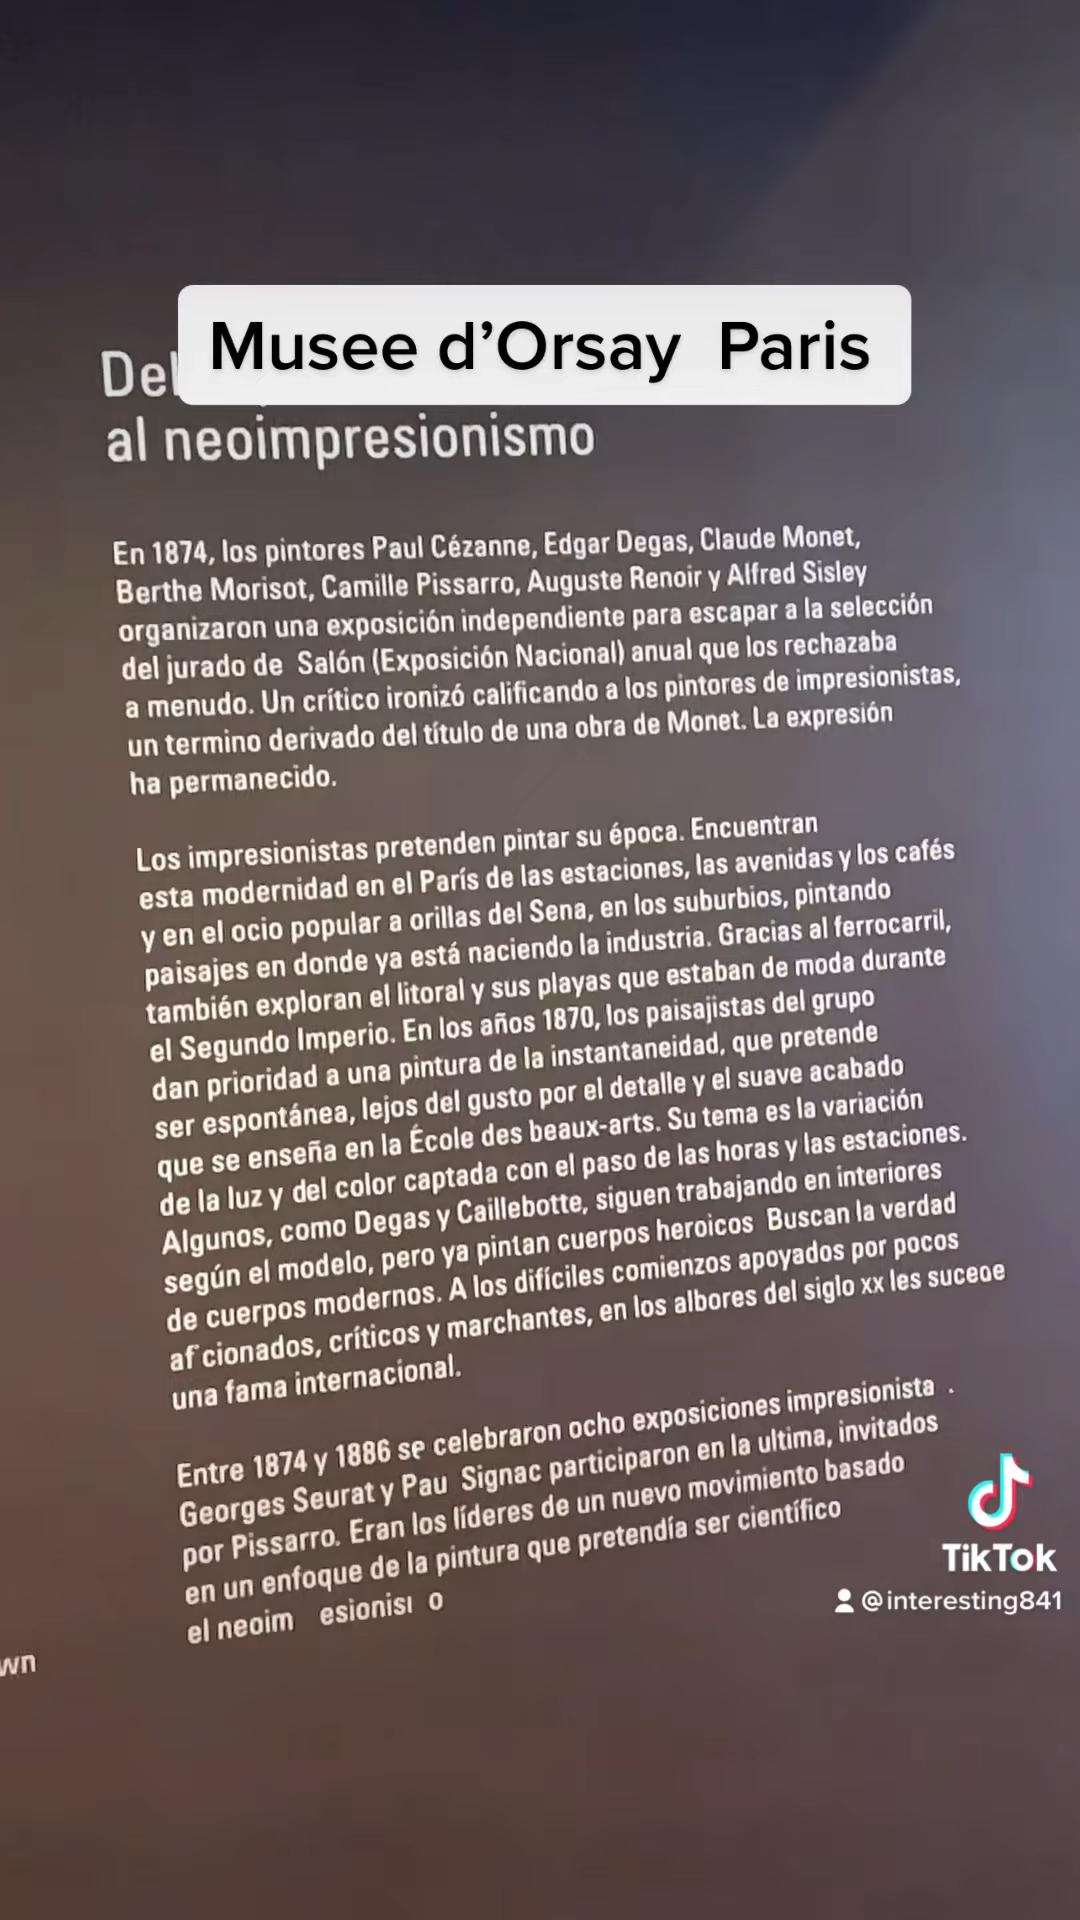 Musee d’Orsay Paris
Del
al neoimpresionismo
En 1874, los pintores Paul Cézanne, Edgar Degas, Claude Monet,
Berthe Morisot, Camille Pissarro, Auguste Renoir y Alfred Sisley
organizaron una exposición independiente para escapar a la selección
del jurado de Salón (Exposición Nacional) anual que los rechazaba
a menudo. Un crítico ironizó calificando a los pintores de impresionistas,
un termino derivado del título de una obra de Monet. La expresión
ha permanecido.
Los impresionistas pretenden pintar su época. Encuentran
esta modernidad en el París de las estaciones, las avenidas y los cafés
y en el ocio popular a orillas del Sena, en los suburbios, pintando
paisajes en donde ya está naciendo la industria. Gracias al ferrocarril,
también exploran el litoral y sus playas que estaban de moda durante
el Segundo Imperio. En los años 1870, los paisajistas del grupo
dan prioridad a una pintura de la instantaneidad, que pretende
ser espontánea, lejos del gusto por el detalle y el suave acabado
que se enseña en la École des beaux-arts. Su tema es la variación
de la luz y del color captada con el paso de las horas y las estaciones.
Algunos, como Degas y Caillebotte, siguen trabajando en interiores
según el modelo, pero ya pintan cuerpos heroicos Buscan la verdad
de cuerpos modernos. A los difíciles comienzos apoyados por pocos
af cionados, críticos y marchantes, en los albores del siglo xx les sucede
una fama internacional.
Entre 1874 y 1886 se celebraron ocho exposiciones impresionista .
Georges Seurat y Pau Signac participaron en la ultima, invitados
por Pissarro. Eran los líderes de un nuevo movimiento basado
en un enfoque de la pintura que pretendía ser científico
el neoim esionis o
wn
TikTok
@interesting841